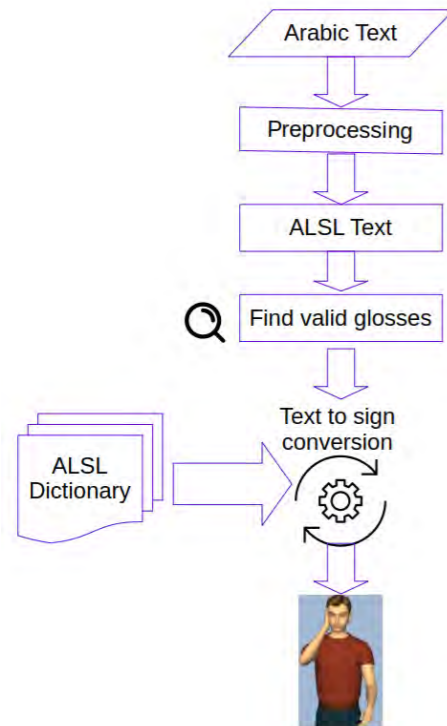 Arabic Text
Preprocessing
ALSL Text
Find valid glosses
Text to sign
conversion
ALSL
Dictionary